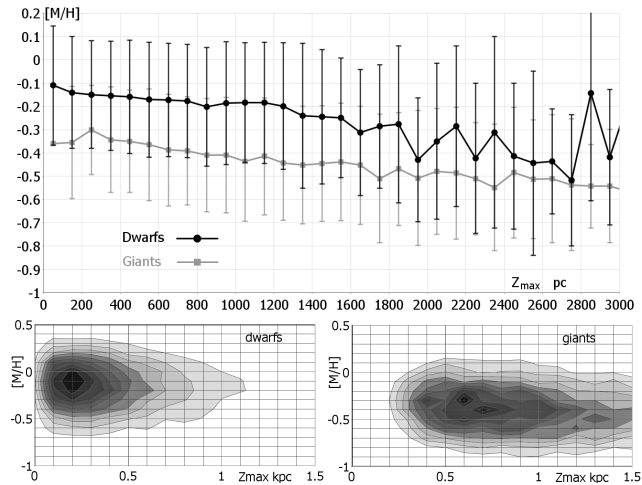 [M/H]
0.2
0.1
0
-0.1
-0.2
-0.3
-0.4
-0.5
-0.6
-0.7
-0.8
-0.9
-1
Dwarfs
Giants
Zmax pc
0 200 400 600 800 1000 1200 1400 1600 1800 2000 2200 2400 2600 2800 3000
0.5 dwarfs
[M/H]
0
-0.5
-1
0 0.5 1 Zmax kpc 1.5
0.5 giants
[M/H]
0
-0.5
-1
0 0.5 1 Zmax kpc 1.5